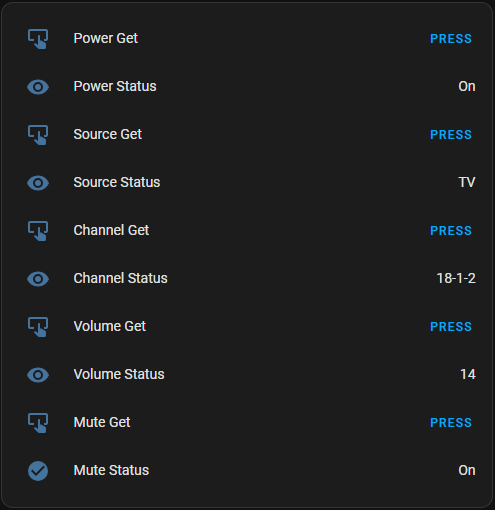 Power Get PRESS
Power Status On
Source Get PRESS
Source Status TV
Channel Get PRESS
Channel Status 18-1-2
Volume Get PRESS
Volume Status 14
Mute Get PRESS
Mute Status On